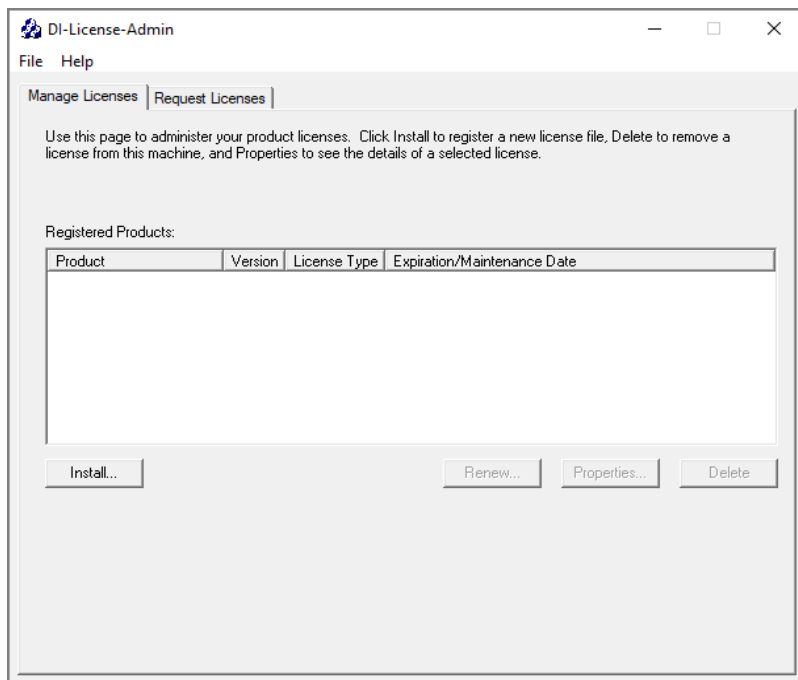 DI-License-Admin
File Help
Manage Licenses Request Licenses
Use this page to administer your product licenses. Click Install to register a new license file, Delete to remove a
license from this machine, and Properties to see the details of a selected license.
Registered Products:
Product Version License Type Expiration/Maintenance Date
Install... Renew... Properties... Delete